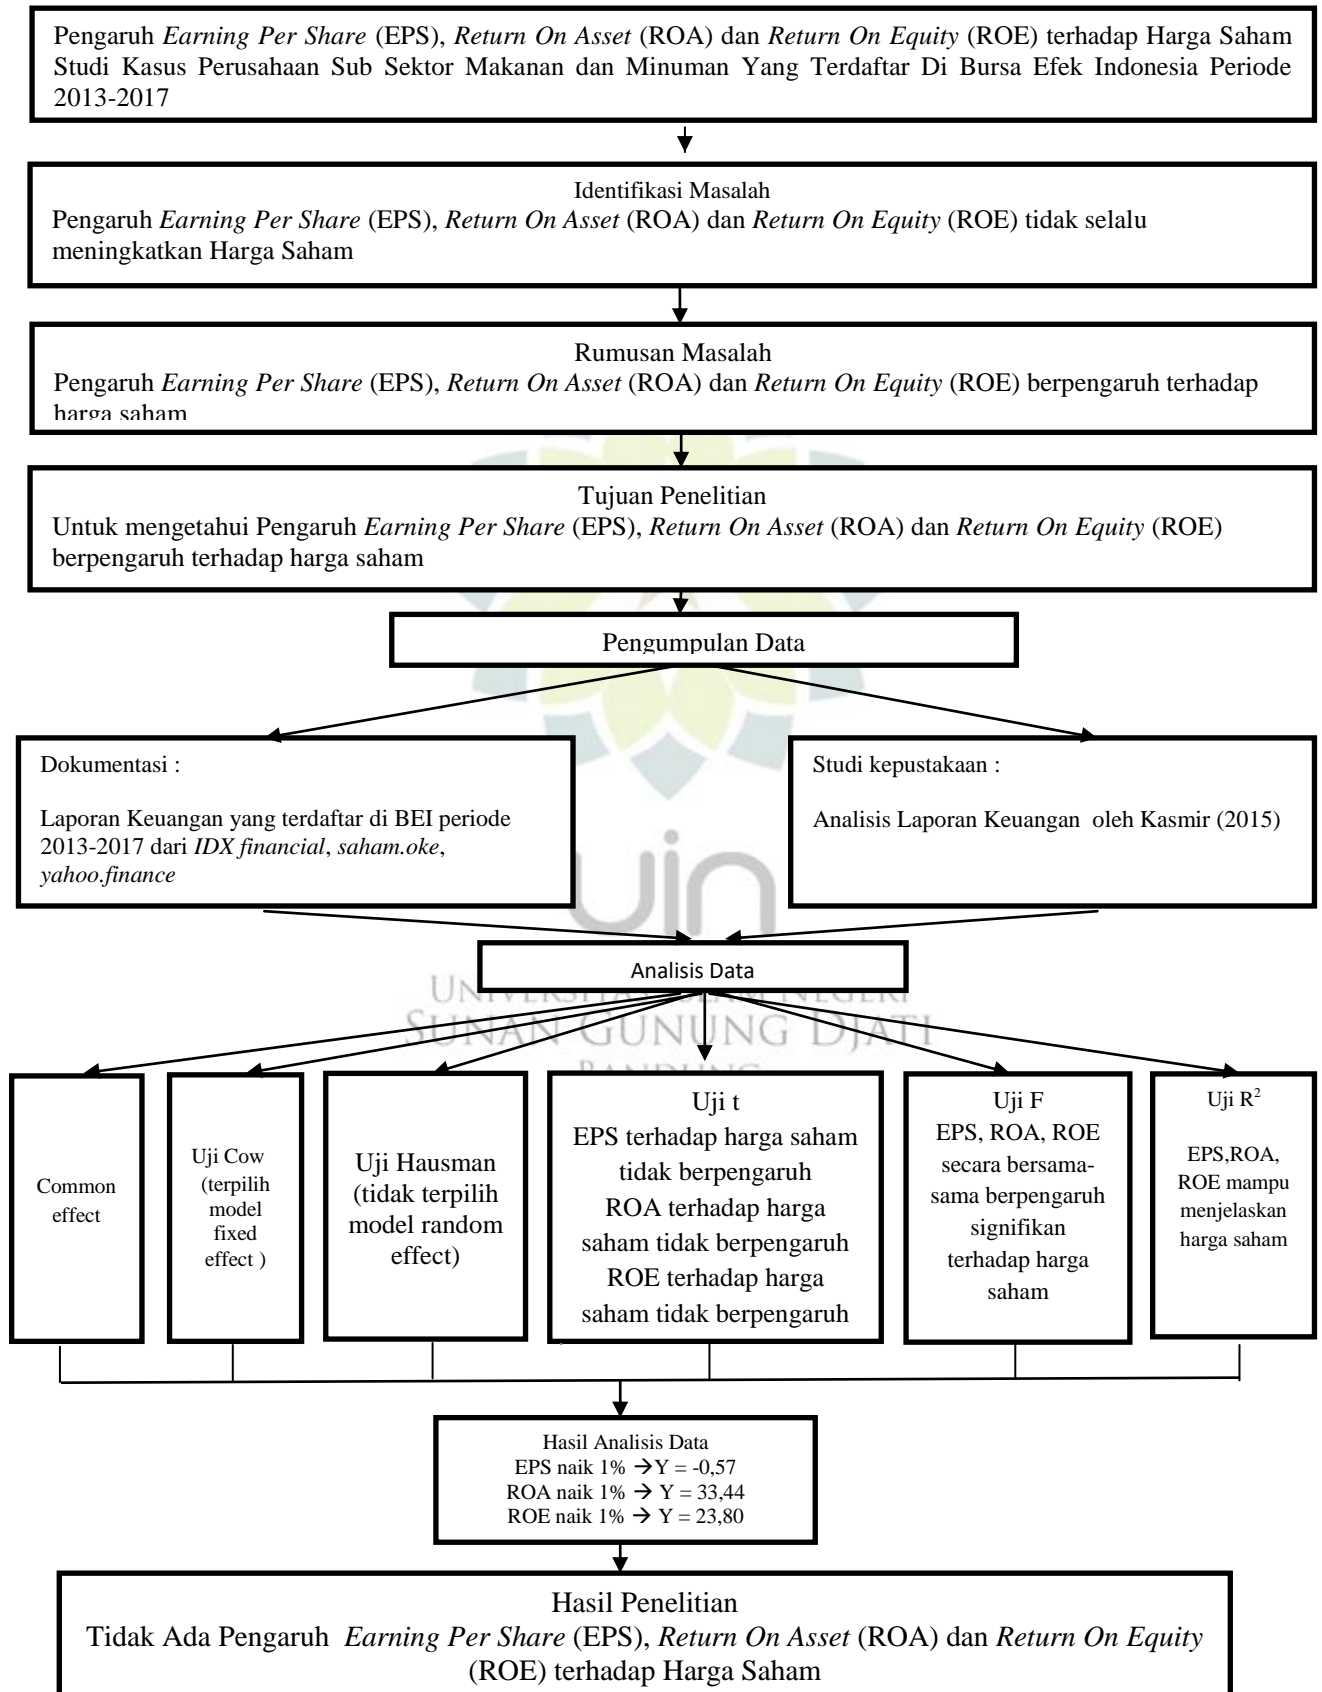 Pengaruh Earning Per Share (EPS), Return On Asset (ROA) dan Return On Equity (ROE) terhadap Harga Saham
Studi Kasus Perusahaan Sub Sektor Makanan dan Minuman Yang Terdaftar Di Bursa Efek Indonesia Periode
2013-2017
Identifikasi Masalah
Pengaruh Earning Per Share (EPS), Return On Asset (ROA) dan Return On Equity (ROE) tidak selalu
meningkatkan Harga Saham
Rumusan Masalah
Pengaruh Earning Per Share (EPS), Return On Asset (ROA) dan Return On Equity (ROE) berpengaruh terhadap
harga saham
Tujuan Penelitian
Untuk mengetahui Pengaruh Earning Per Share (EPS), Return On Asset (ROA) dan Return On Equity (ROE)
berpengaruh terhadap harga saham
Pengumpulan Data
Dokumentasi :
Laporan Keuangan yang terdaftar di BEI periode
2013-2017 dari IDX financial, saham.oke,
yahoo.finance
Studi kepustakaan :
Analisis Laporan Keuangan oleh Kasmir (2015)
uin
Analisis Data
UNIVERSITAS ISLAM NEGERI
SUNAN GUNUNG DJATI
BANDUNG
Common
effect
Uji Cow
(terpilih
model
fixed
effect )
Uji Hausman
(tidak terpilih
model random
effect)
Uji t
EPS terhadap harga saham
tidak berpengaruh
ROA terhadap harga
saham tidak berpengaruh
ROE terhadap harga
saham tidak berpengaruh
Uji F
EPS, ROA, ROE
secara bersama-
sama berpengaruh
signifikan
terhadap harga
saham
Uji R²
EPS,ROA,
ROE mampu
menjelaskan
harga saham
Hasil Analisis Data
EPS naik 1% → Y = -0,57
ROA naik 1% → Y = 33,44
ROE naik 1% → Y = 23,80
Hasil Penelitian
Tidak Ada Pengaruh Earning Per Share (EPS), Return On Asset (ROA) dan Return On Equity
(ROE) terhadap Harga Saham